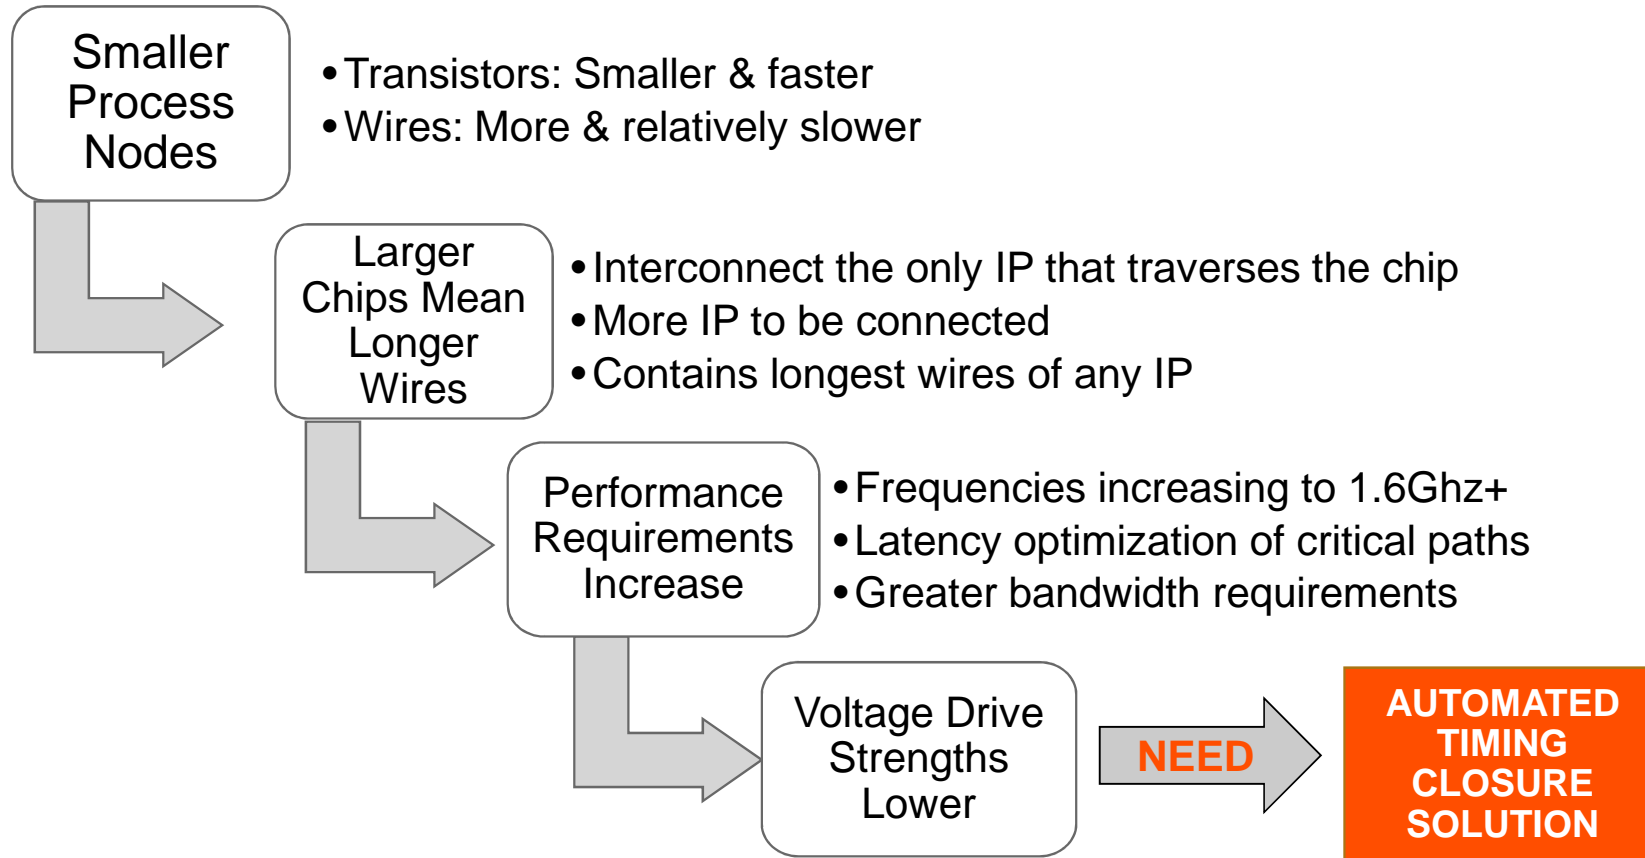 Smaller
Process
Nodes
•Transistors: Smaller & faster
•Wires: More & relatively slower
Larger
Chips Mean
Longer
Wires
•Interconnect the only IP that traverses the chip
•More IP to be connected
•Contains longest wires of any IP
Performance
Requirements
Increase
•Frequencies increasing to 1.6Ghz+
•Latency optimization of critical paths
•Greater bandwidth requirements
Voltage Drive
Strengths
Lower
NEED
AUTOMATED
TIMING
CLOSURE
SOLUTION